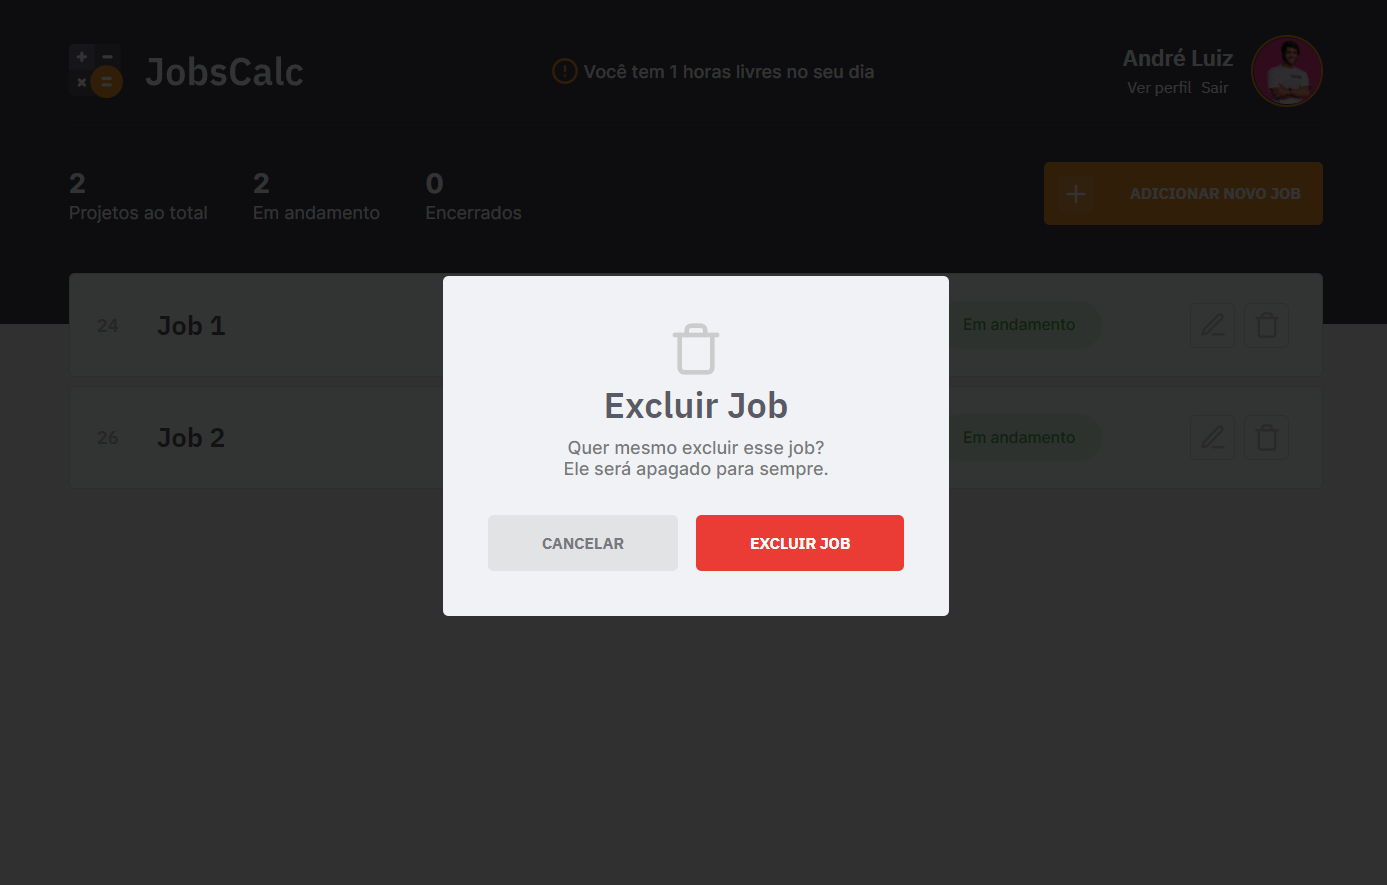 JobsCalc
Você tem 1 horas livres no seu dia
André Luiz
Ver perfil Sair
2
Projetos ao total
2
Em andamento
0
Encerrados
ADICIONAR NOVO JOB
24
Job 1
Em andamento
26
Job 2
Em andamento
Excluir Job
Quer mesmo excluir esse job?
Ele será apagado para sempre.
CANCELAR
EXCLUIR JOB